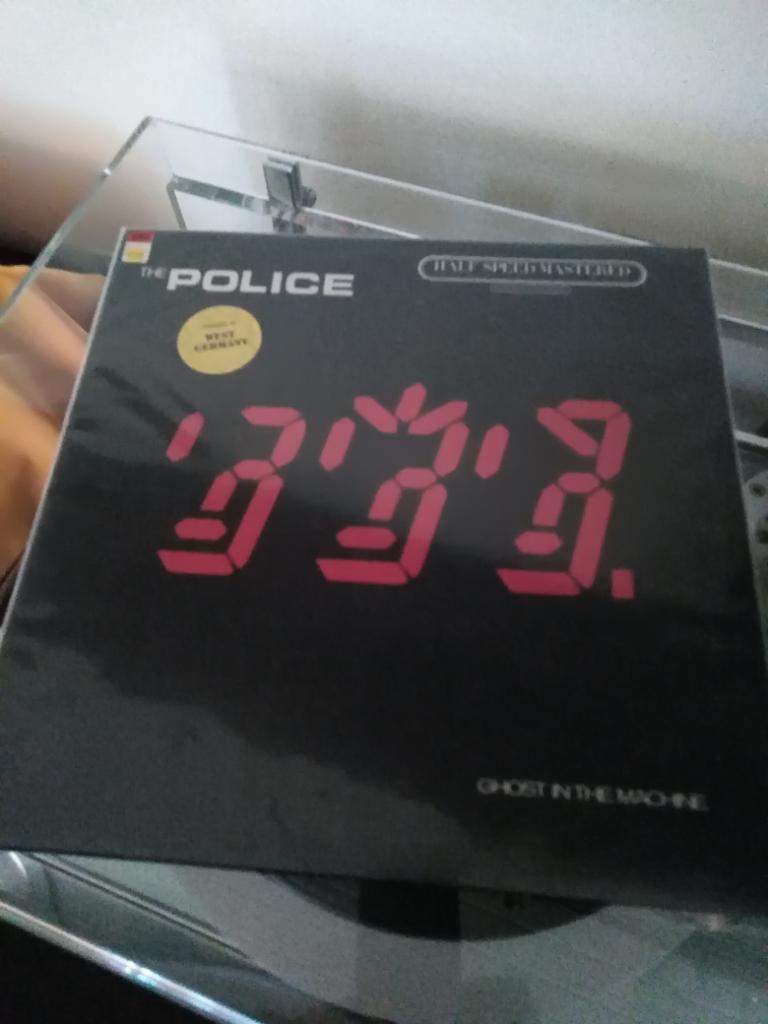 THE POLICE
HALF SPEED MASTERED
WEST
GERMANY
GHOST IN THE MACHINE